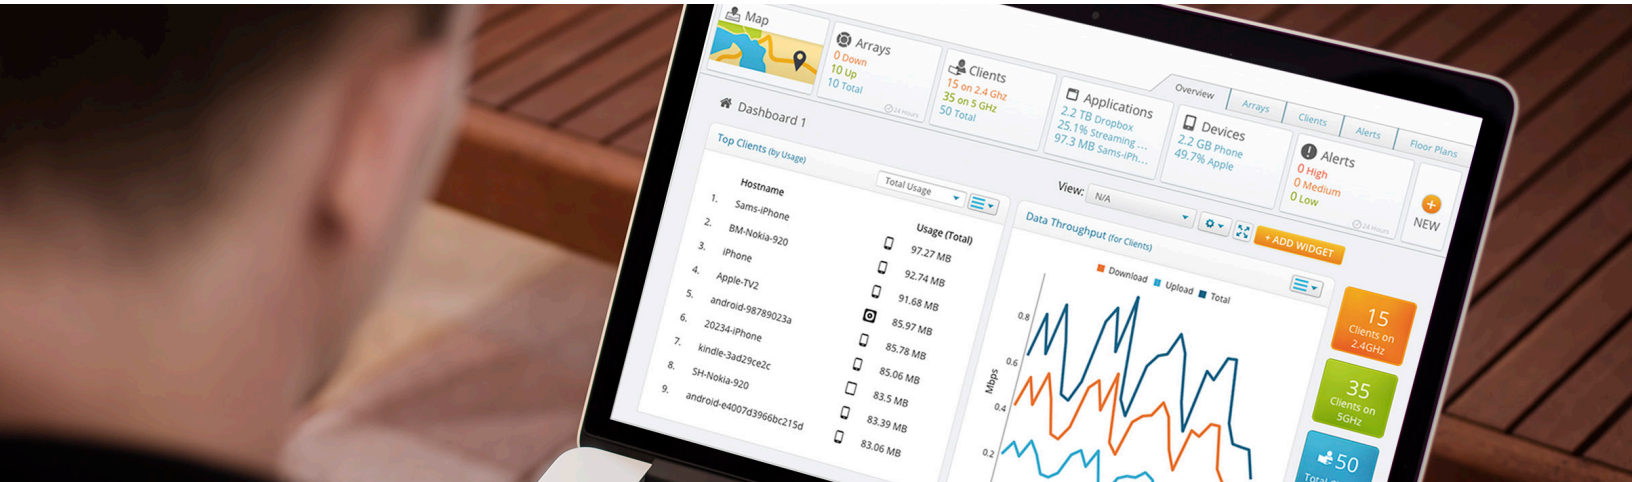 Map
Arrays
0 Down
10 Up
10 Total
24 Hours
Clients
15 on 2.4 Ghz
35 on 5 GHz
50 Total
Applications
2.2 TB Dropbox
25.1% Streaming ...
97.3 MB Sams-iPh...
Overview
Arrays
Clients
Alerts
Floor Plans
Devices
2.2 GB Phone
49.7% Apple
Alerts
0 High
0 Medium
0 Low
24 Hours
+
NEW
Dashboard 1
View: N/A
+ ADD WIDGET
Top Clients (by Usage)
Total Usage
Hostname Usage (Total)
1. Sams-iPhone 97.27 MB
2. BM-Nokia-920 92.74 MB
3. iPhone 91.68 MB
4. Apple-TV2 85.97 MB
5. android-98789023a 85.78 MB
6. 20234-iPhone 85.06 MB
7. kindle-3ad29ce2c 83.5 MB
8. SH-Nokia-920 83.39 MB
9. android-e4007d3966bc215d 83.06 MB
Data Throughput (for Clients)
Download Upload Total
0.8
0.6
Mbps
0.4
0.2
15
Clients on
2.4GHz
35
Clients on
5GHz
50
Total